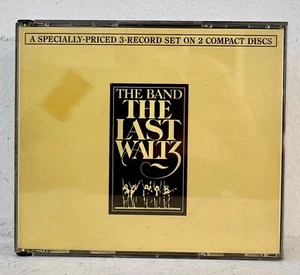 A SPECIALLY-PRICED 3-RECORD SET ON 2 COMPACT DISCS
THE BAND
THE
LAST
WALTZ